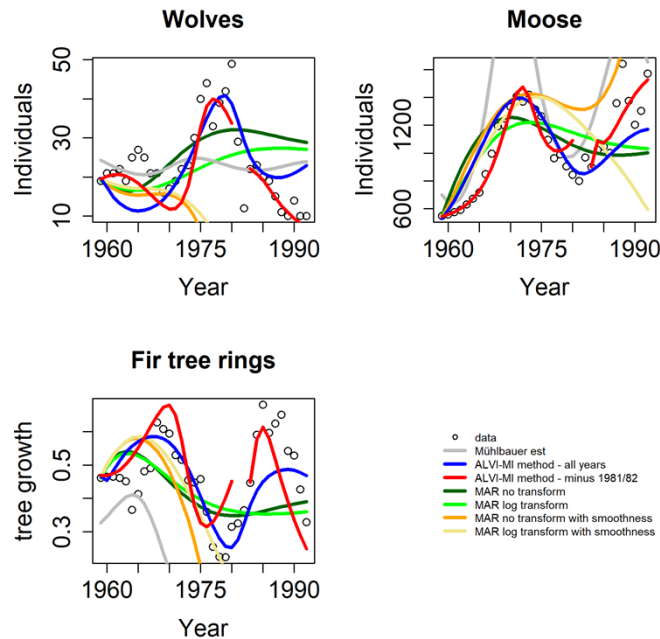 Wolves
Individuals
10 30 50
1960 1975 1990
Year
Moose
Individuals
600 1200
1960 1975 1990
Year
Fir tree rings
tree growth
0.3 0.5
1960 1975 1990
Year
data
Mühlbauer est
ALVI-MI method - all years
ALVI-MI method - minus 1981/82
MAR no transform
MAR log transform
MAR no transform with smoothness
MAR log transform with smoothness